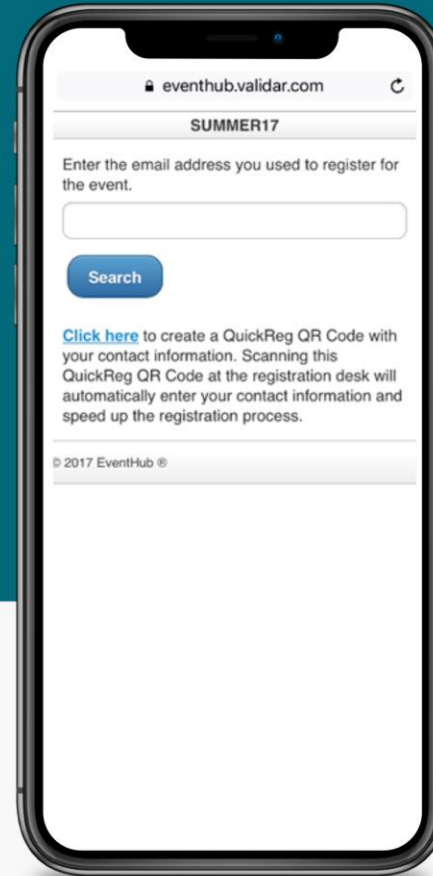 eventhub.validar.com
SUMMER17
Enter the email address you used to register for
the event.
Search
Click here to create a QuickReg QR Code with
your contact information. Scanning this
QuickReg QR Code at the registration desk will
automatically enter your contact information and
speed up the registration process.
© 2017 EventHub ®